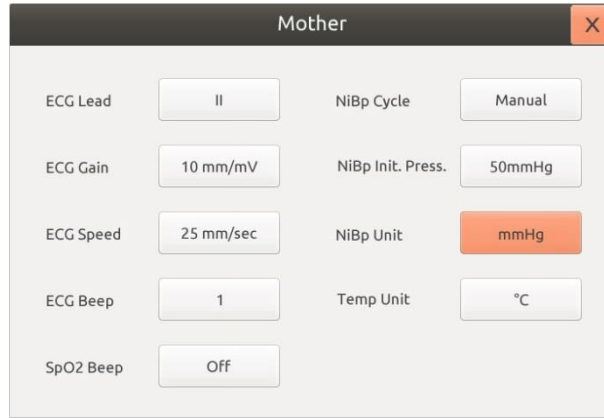 Mother
X
ECG Lead II NiBp Cycle Manual
ECG Gain 10 mm/mV NiBp Init. Press. 50mmHg
ECG Speed 25 mm/sec NiBp Unit mmHg
ECG Beep 1 Temp Unit °C
SpO2 Beep Off